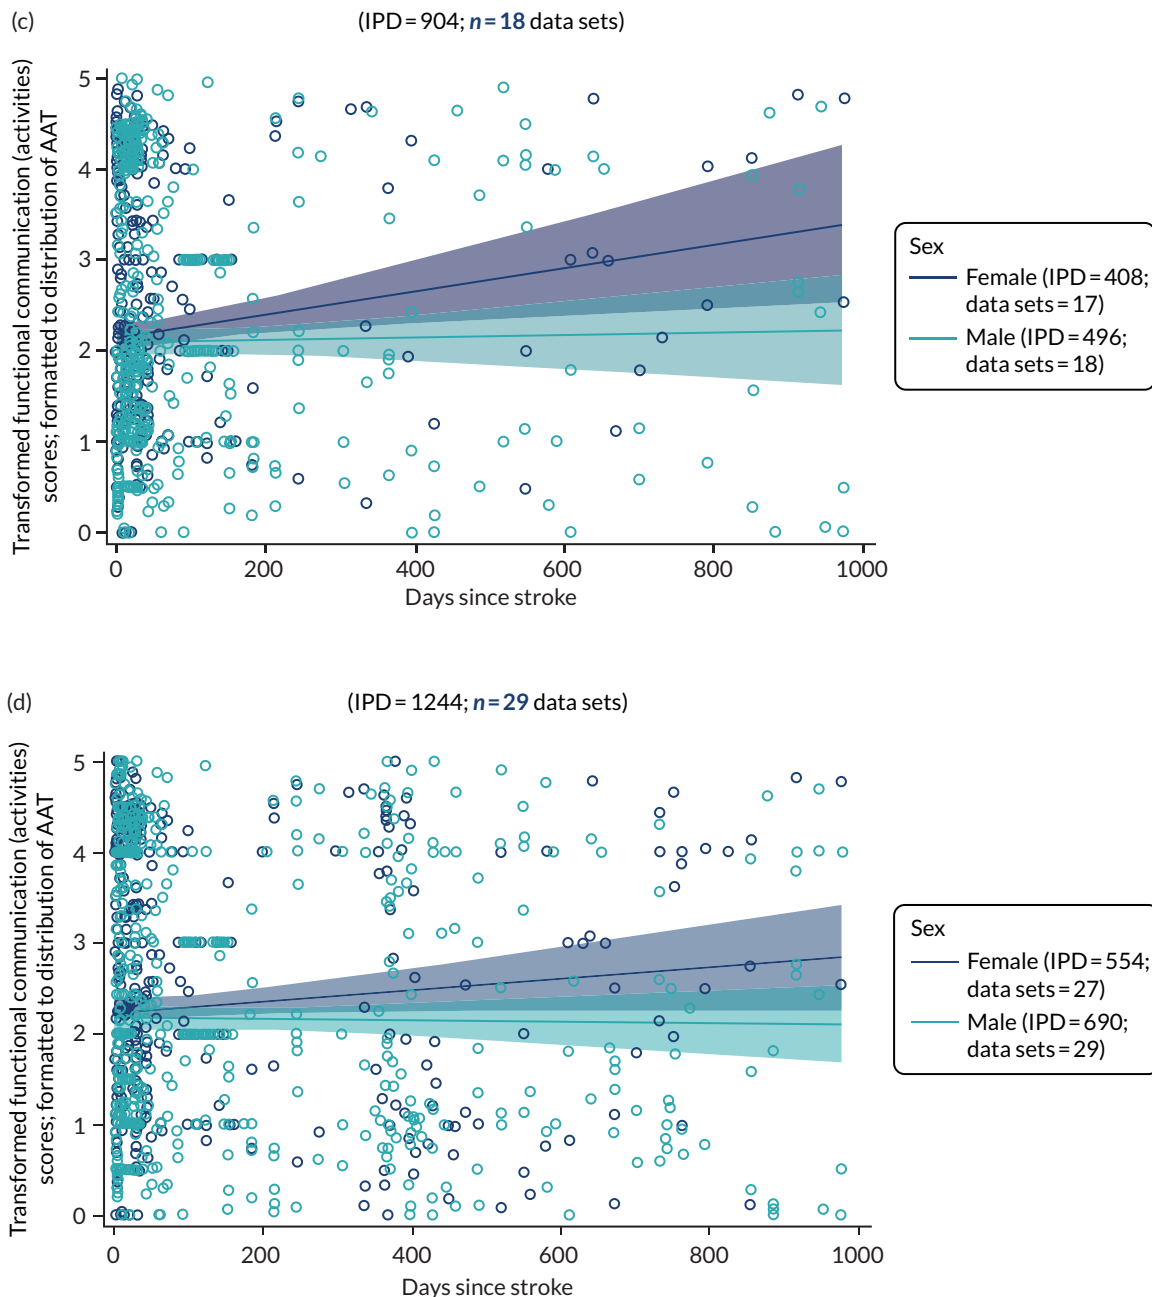 (c)
(IPD = 904; n = 18 data sets)
Transformed functional communication (activities)
scores; formatted to distribution of AAT
5
4
3
2
1
0
0
200
400
600
800
1000
Days since stroke
Sex
Female (IPD = 408;
data sets = 17)
Male (IPD = 496;
data sets = 18)
(d)
(IPD = 1244; n = 29 data sets)
Transformed functional communication (activities)
scores; formatted to distribution of AAT
5
4
3
2
1
0
0
200
400
600
800
1000
Days since stroke
Sex
Female (IPD = 554;
data sets = 27)
Male (IPD = 690;
data sets = 29)